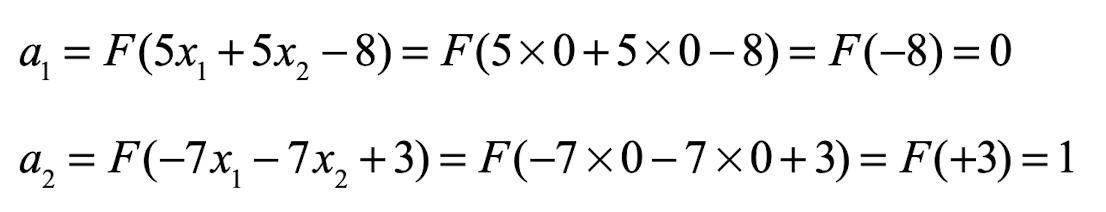 a₁ = F(5x₁ + 5x₂ − 8) = F(5 × 0 + 5 × 0 − 8) = F(−8) = 0
a₂ = F(−7x₁ − 7x₂ + 3) = F(−7 × 0 − 7 × 0 + 3) = F(+3) = 1